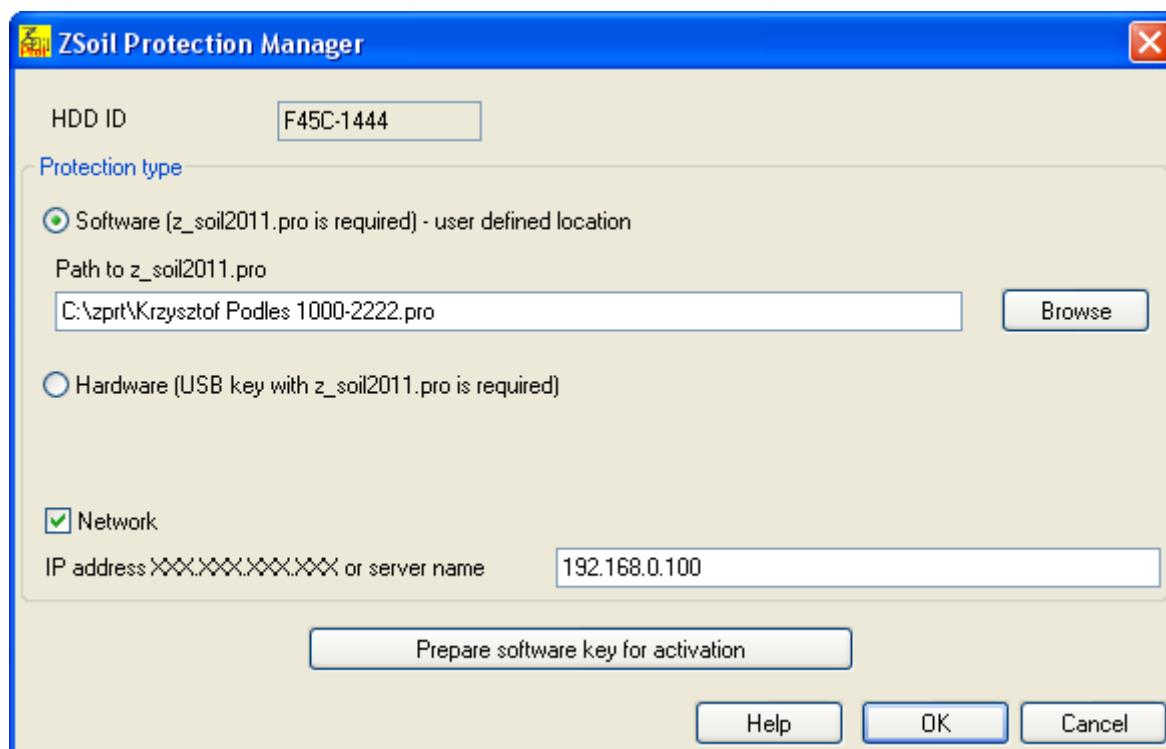 ZSoil Protection Manager
HDD ID F45C-1444
Protection type
Software (z_soil2011.pro is required) - user defined location
Path to z_soil2011.pro
C:\zprt\Krzysztof Podles 1000-2222.pro Browse
Hardware (USB key with z_soil2011.pro is required)
Network
IP address XXX.XXX.XXX.XXX or server name 192.168.0.100
Prepare software key for activation
Help OK Cancel